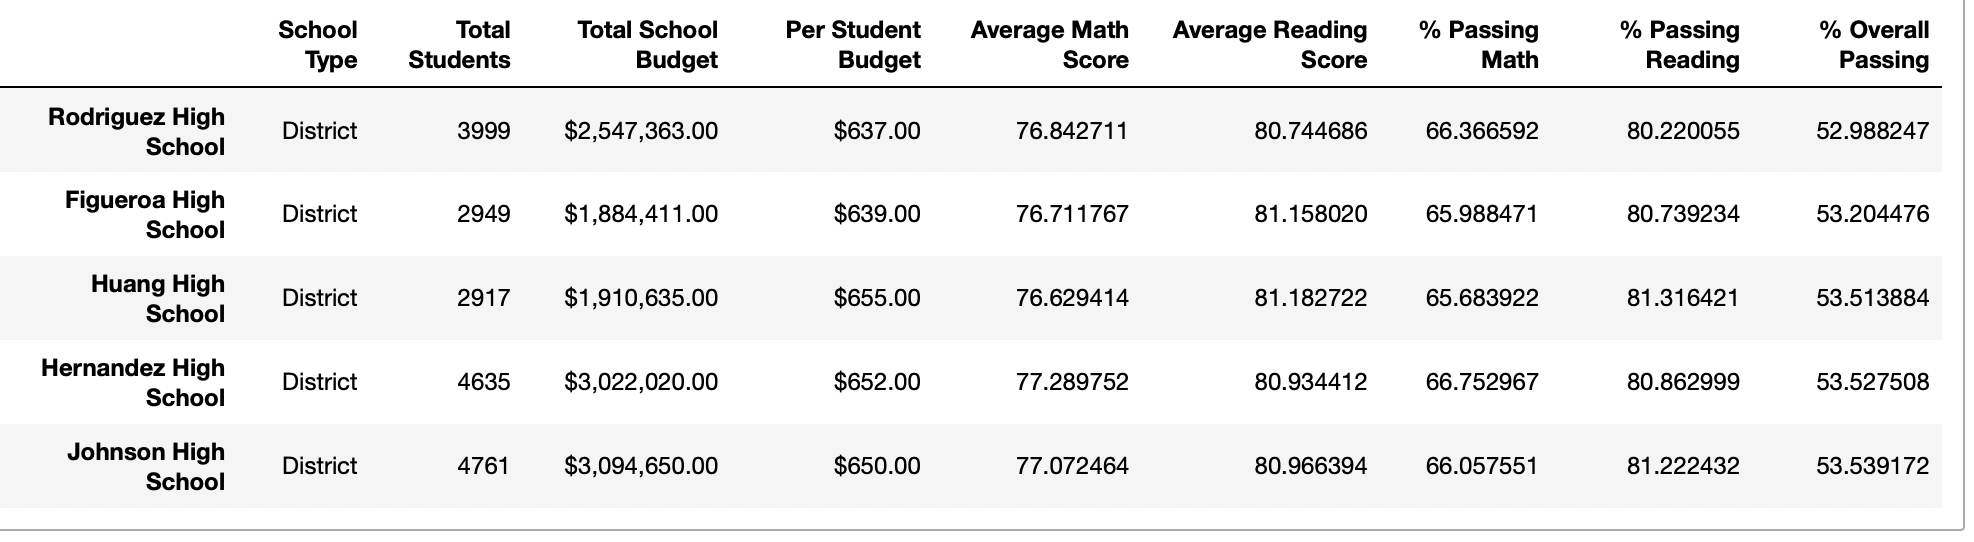 School Total Total School Per Student Average Math Average Reading % Passing % Passing % Overall
Type Students Budget Budget Score Score Math Reading Passing
Rodriguez High
School District 3999 $2,547,363.00 $637.00 76.842711 80.744686 66.366592 80.220055 52.988247
Figueroa High
School District 2949 $1,884,411.00 $639.00 76.711767 81.158020 65.988471 80.739234 53.204476
Huang High
School District 2917 $1,910,635.00 $655.00 76.629414 81.182722 65.683922 81.316421 53.513884
Hernandez High
School District 4635 $3,022,020.00 $652.00 77.289752 80.934412 66.752967 80.862999 53.527508
Johnson High
School District 4761 $3,094,650.00 $650.00 77.072464 80.966394 66.057551 81.222432 53.539172